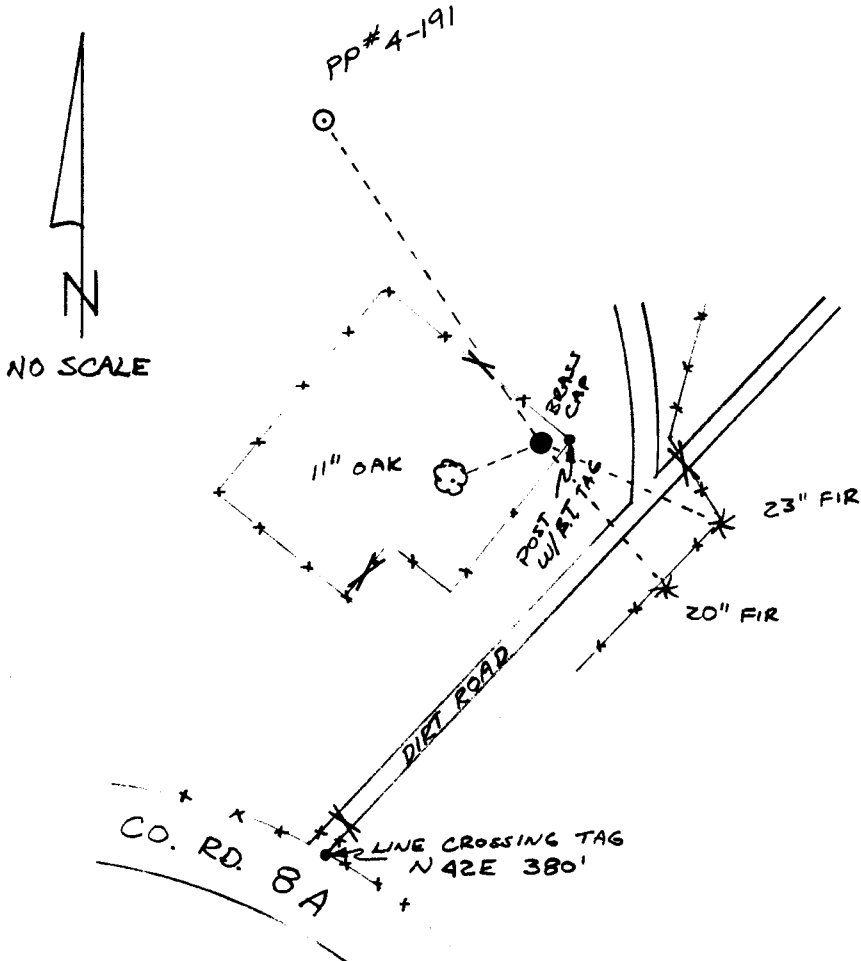 PP# 4-191
N
NO SCALE
BRASS
CAP
11" OAK
POST
W/ B.T. TAG
23" FIR
20" FIR
DIRT ROAD
LINE CROSSING TAG
N 42E 380'
CO. RD. 8A